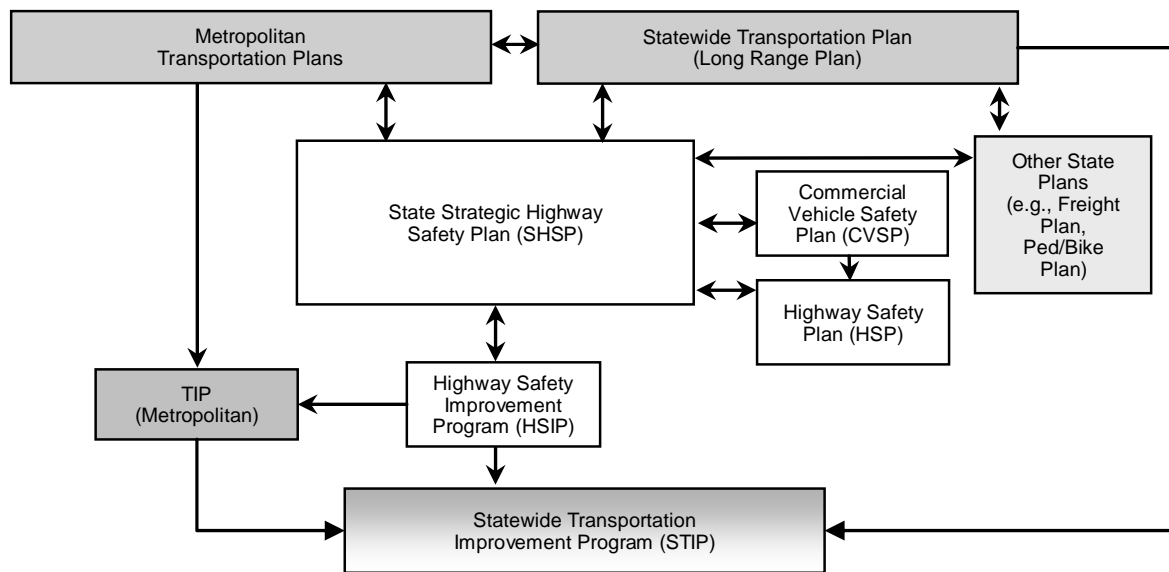 Metropolitan
Transportation Plans
Statewide Transportation Plan
(Long Range Plan)
State Strategic Highway
Safety Plan (SHSP)
Commercial
Vehicle Safety
Plan (CVSP)
Other State
Plans
(e.g., Freight
Plan,
Ped/Bike
Plan)
Highway Safety
Plan (HSP)
TIP
(Metropolitan)
Highway Safety
Improvement
Program (HSIP)
Statewide Transportation
Improvement Program (STIP)